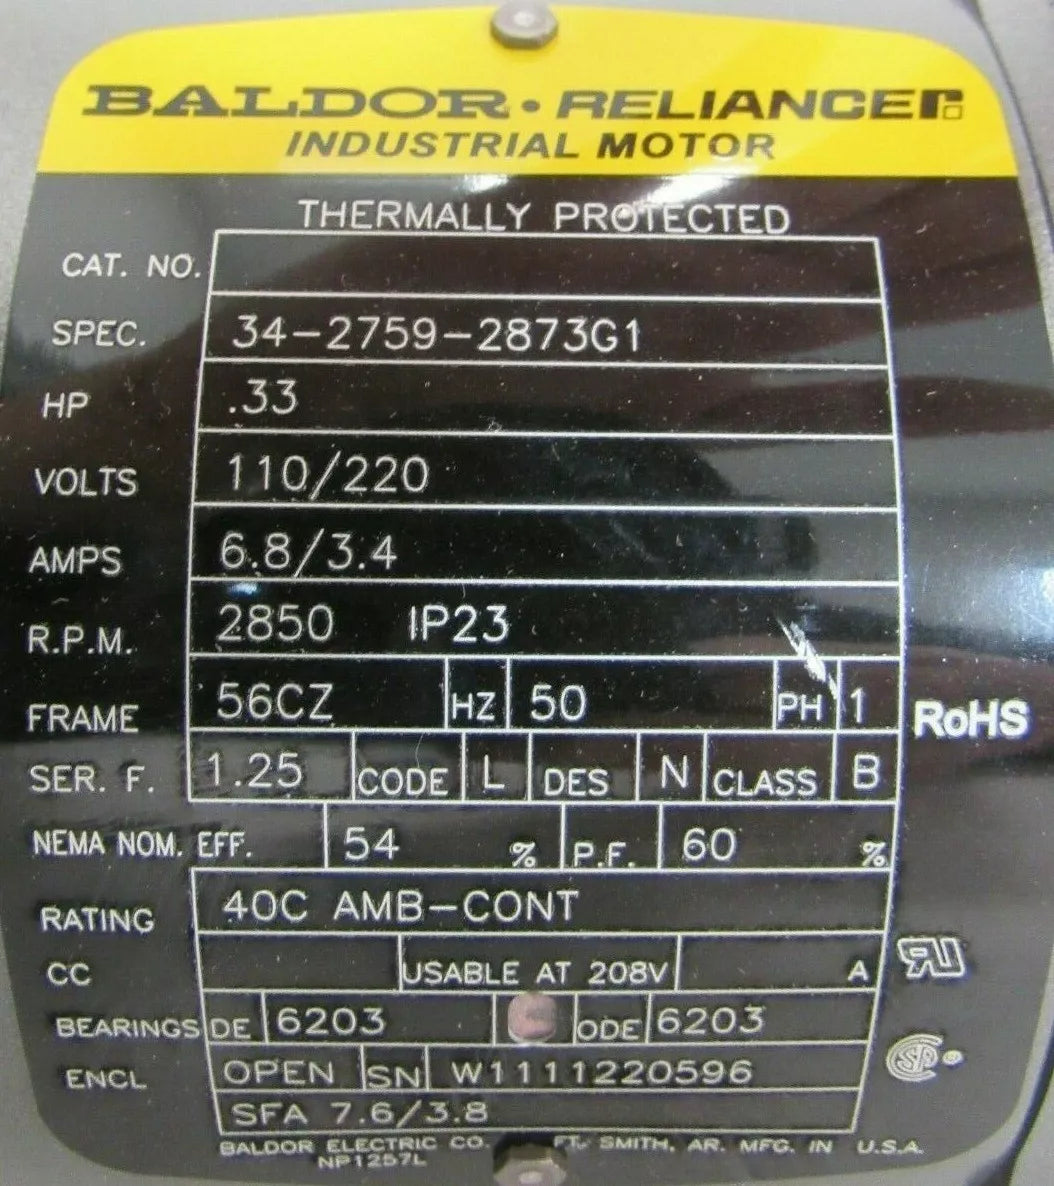 BALDOR • RELIANCER
INDUSTRIAL MOTOR
THERMALLY PROTECTED
CAT. NO.
SPEC. 34-2759-2873G1
HP .33
VOLTS 110/220
AMPS 6.8/3.4
R.P.M. 2850 IP23
FRAME 56CZ HZ 50 PH 1 RoHS
SER. F. 1.25 CODE L DES N CLASS B
NEMA NOM. EFF. 54 % P.F. 60 %
RATING 40C AMB-CONT
CC USABLE AT 208V A RU
BEARINGS DE 6203 ODE 6203
ENCL OPEN SN W1111220596 SP ®
SFA 7.6/3.8
BALDOR ELECTRIC CO. FT. SMITH, AR. MFG. IN U.S.A.
NP1257L